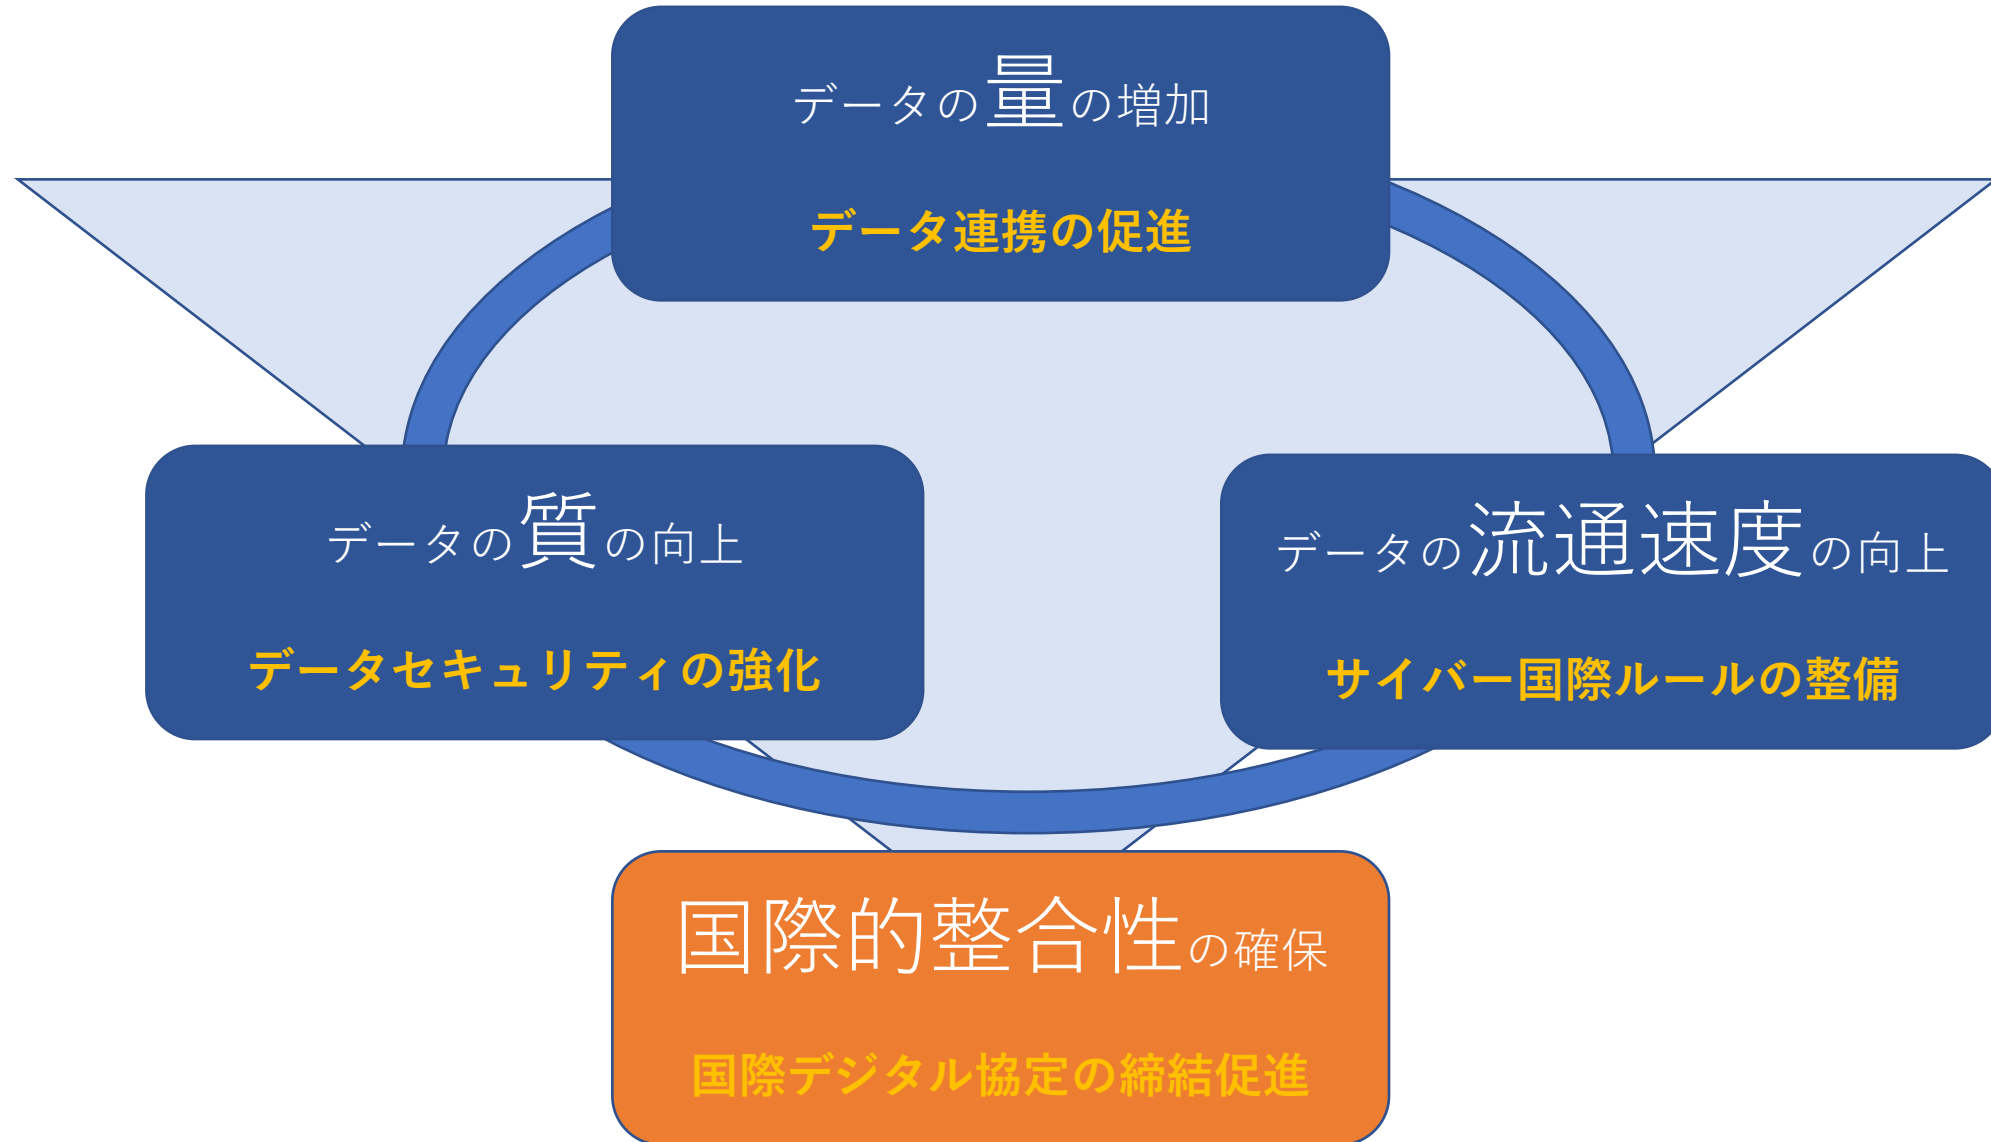 データの量の増加
データ連携の促進
データの質の向上
データセキュリティの強化
データの流通速度の向上
サイバー国際ルールの整備
国際的整合性の確保
国際デジタル協定の締結促進